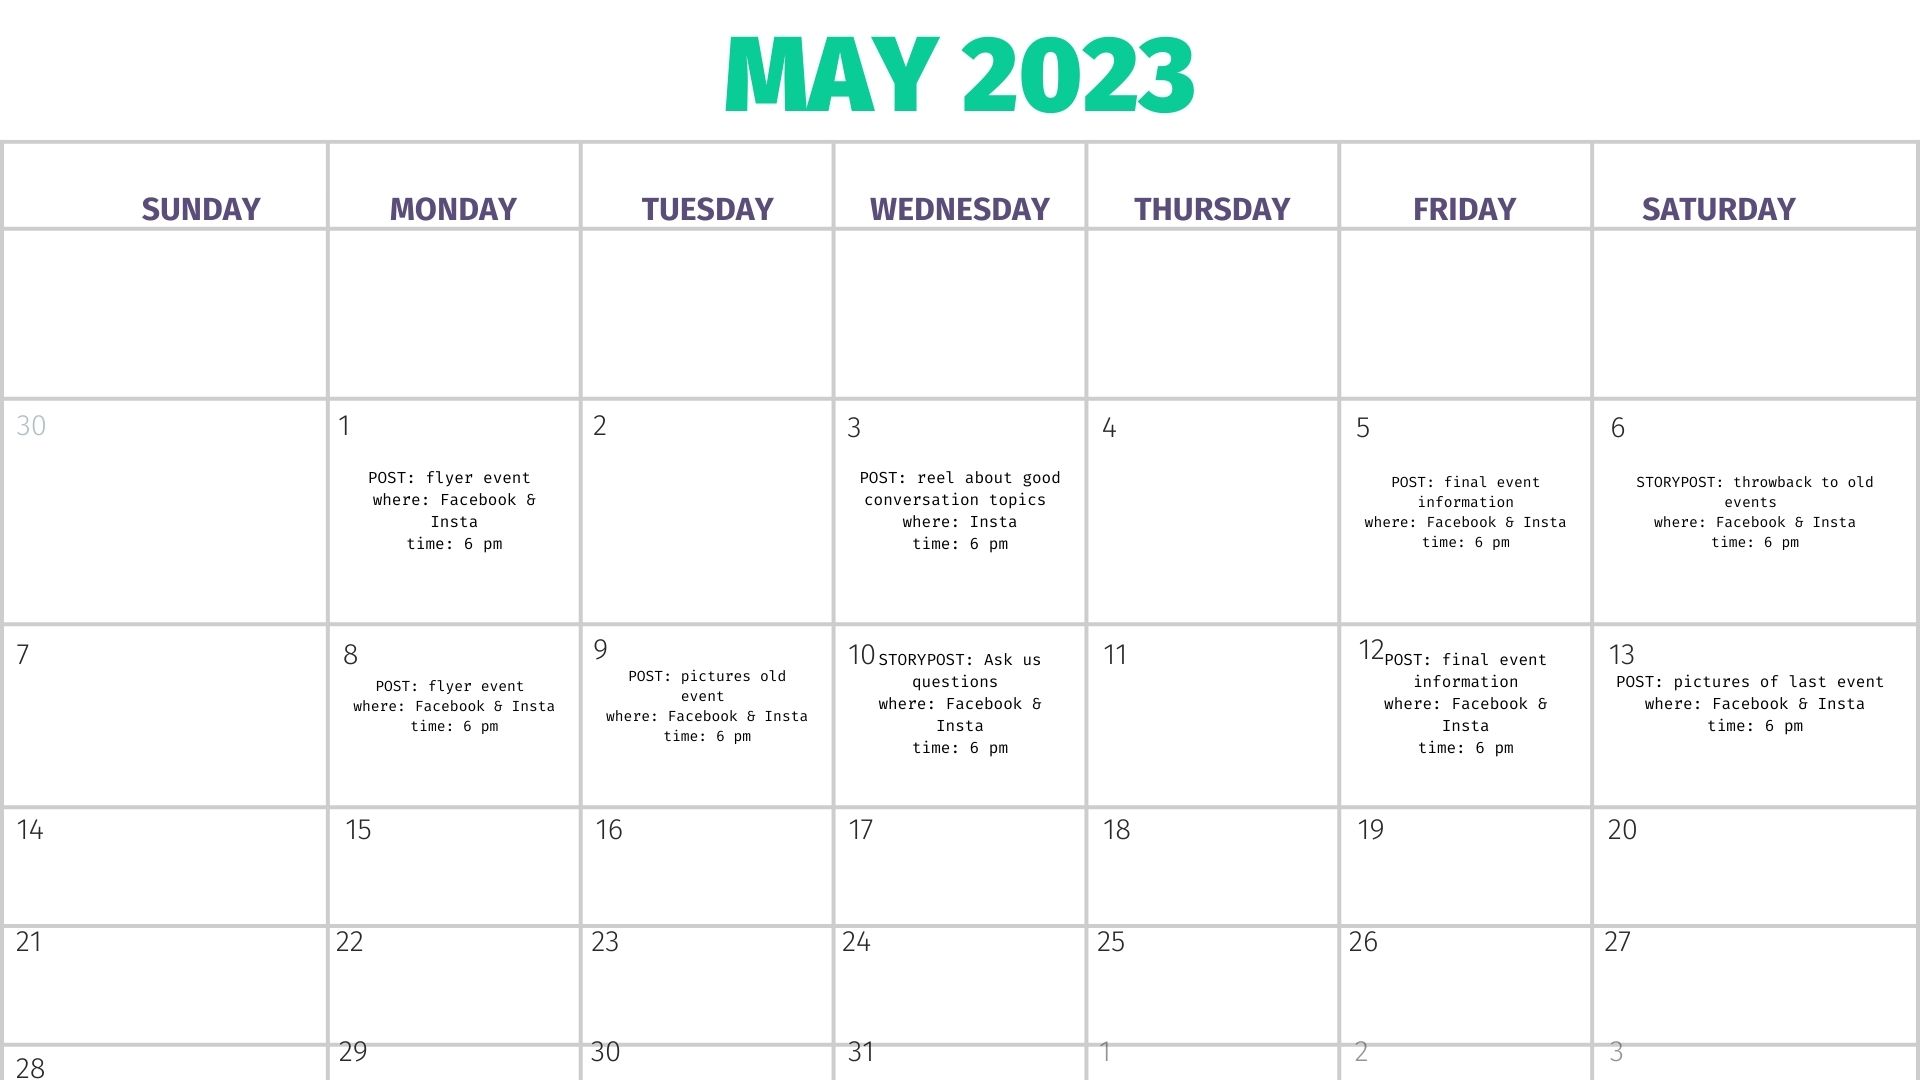 MAY 2023
SUNDAY MONDAY TUESDAY WEDNESDAY THURSDAY FRIDAY SATURDAY
30
1
POST: flyer event
where: Facebook &
Insta
time: 6 pm
2
3
POST: reel about good
conversation topics
where: Insta
time: 6 pm
4
5
POST: final event
information
where: Facebook & Insta
time: 6 pm
6
STORYPOST: throwback to old
events
where: Facebook & Insta
time: 6 pm
7
8
POST: flyer event
where: Facebook & Insta
time: 6 pm
9
POST: pictures old
event
where: Facebook & Insta
time: 6 pm
10
STORYPOST: Ask us
questions
where: Facebook &
Insta
time: 6 pm
11
12
POST: final event
information
where: Facebook &
Insta
time: 6 pm
13
POST: pictures of last event
where: Facebook & Insta
time: 6 pm
14 15 16 17 18 19 20
21 22 23 24 25 26 27
28 29 30 31 1 2 3